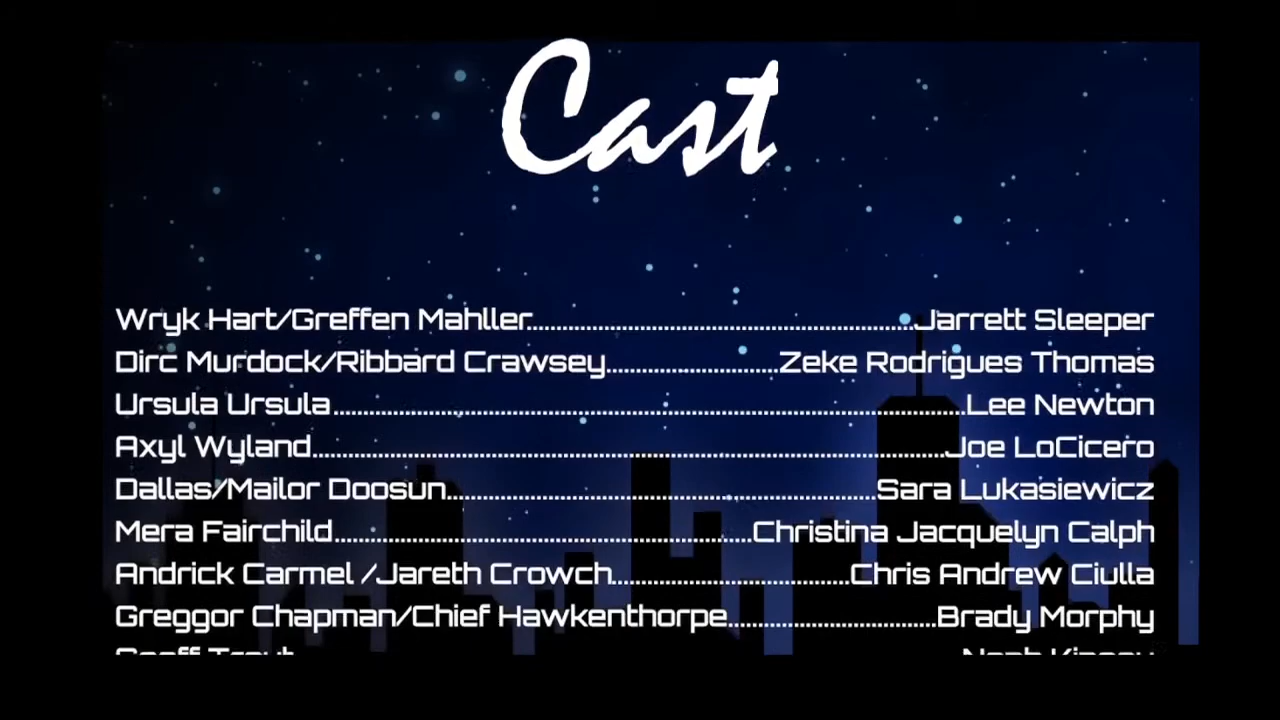 Cast
Wryk Hart/Greffen Mahller................................................Jarrett Sleeper
Dirc Murdock/Ribbard Crawsey.....................Zeke Rodrigues Thomas
Ursula Ursula...............................................................................Lee Newton
Axyl Wyland...............................................................................Joe LoCicero
Dallas/Mailor Doosun......................................................Sara Lukasiewicz
Mera Fairchild....................................................Christina Jacquelyn Calph
Andrick Carmel /Jareth Crowch..............................Chris Andrew Ciulla
Greggor Chapman/Chief Hawkenthorpe..........................Brady Morphy